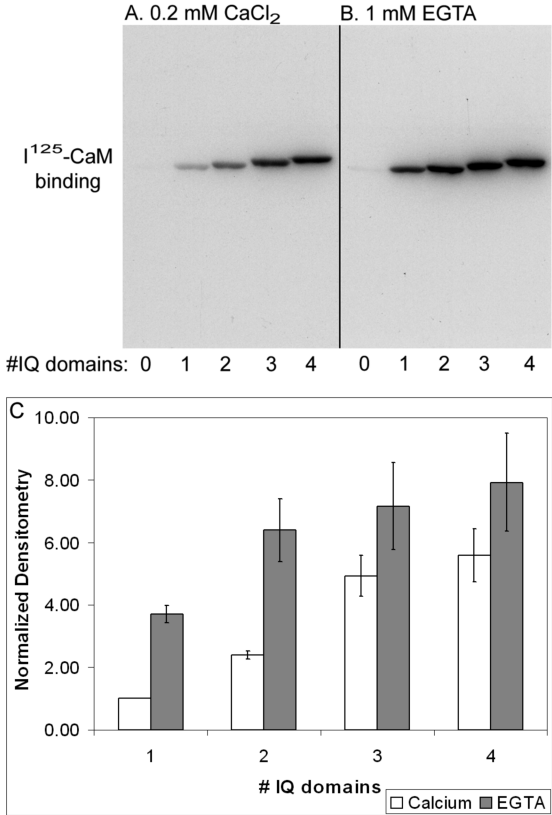 A. 0.2 mM CaCl₂
B. 1 mM EGTA
I¹²⁵-CaM
binding
#IQ domains: 0 1 2 3 4 0 1 2 3 4
C
10.00
8.00
6.00
4.00
2.00
0.00
Normalized Densitometry
1 2 3 4
# IQ domains
Calcium EGTA